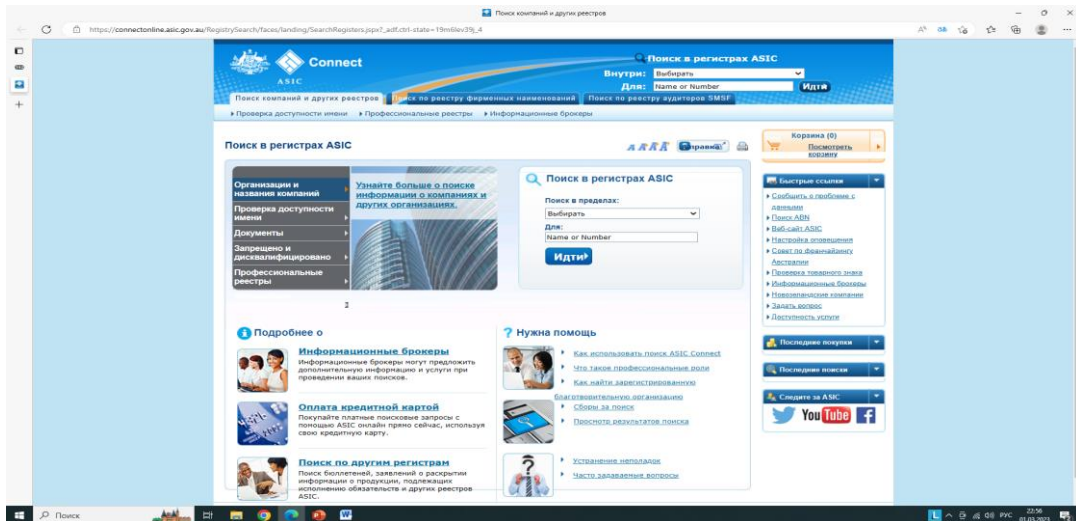 Поиск компаний и других реестров
https://connectonline.asic.gov.au/RegistrySearch/faces/landing/SearchRegisters.jspx?_adf.ctrl-state=19m6lev39j_4
Connect
ASIC
Поиск в регистрах ASIC
Внутри: Выбирать
Для: Name or Number
Идти
Поиск компаний и других реестров
Поиск по реестру фирменных наименований
Поиск по реестру аудиторов SMSF
Проверка доступности имени
Профессиональные реестры
Информационные брокеры
Поиск в регистрах ASIC
Корзина (0)
Посмотреть
корзину
Организации и
названия компаний
Проверка доступности
имени
Документы
Запрещено и
дисквалифицировано
Профессиональные
реестры
Узнайте больше о поиске
информации о компаниях и
других организациях.
Поиск в регистрах ASIC
Поиск в пределах:
Выбирать
Для:
Name or Number
Идти
Быстрые ссылки
Сообщить о проблеме с
данными
Поиск ABN
Веб-сайт ASIC
Настройка оповещения
Совет по франчайзингу
Австралии
Проверка товарного знака
Информационные брокеры
Новозеландские компании
Задать вопрос
Доступность услуги
Последние покупки
Последние поиски
Следите за ASIC
YouTube
Подробнее о
Информационные брокеры
Информационные брокеры могут предложить
дополнительную информацию и услуги при
проведении ваших поисков.
Оплата кредитной картой
Покупайте платные поисковые запросы с
помощью ASIC онлайн прямо сейчас, используя
свою кредитную карту.
Поиск по другим регистрам
Поиск бюллетеней, заявлений о раскрытии
информации о продукции, подлежащих
исполнению обязательств и других реестров
ASIC.
Нужна помощь
Как использовать поиск ASIC Connect
Что такое профессиональные роли
Как найти зарегистрированную
благотворительную организацию
Сборы за поиск
Просмотр результатов поиска
Устранение неполадок
Часто задаваемые вопросы
Поиск
РУС
22:56
01.03.2023